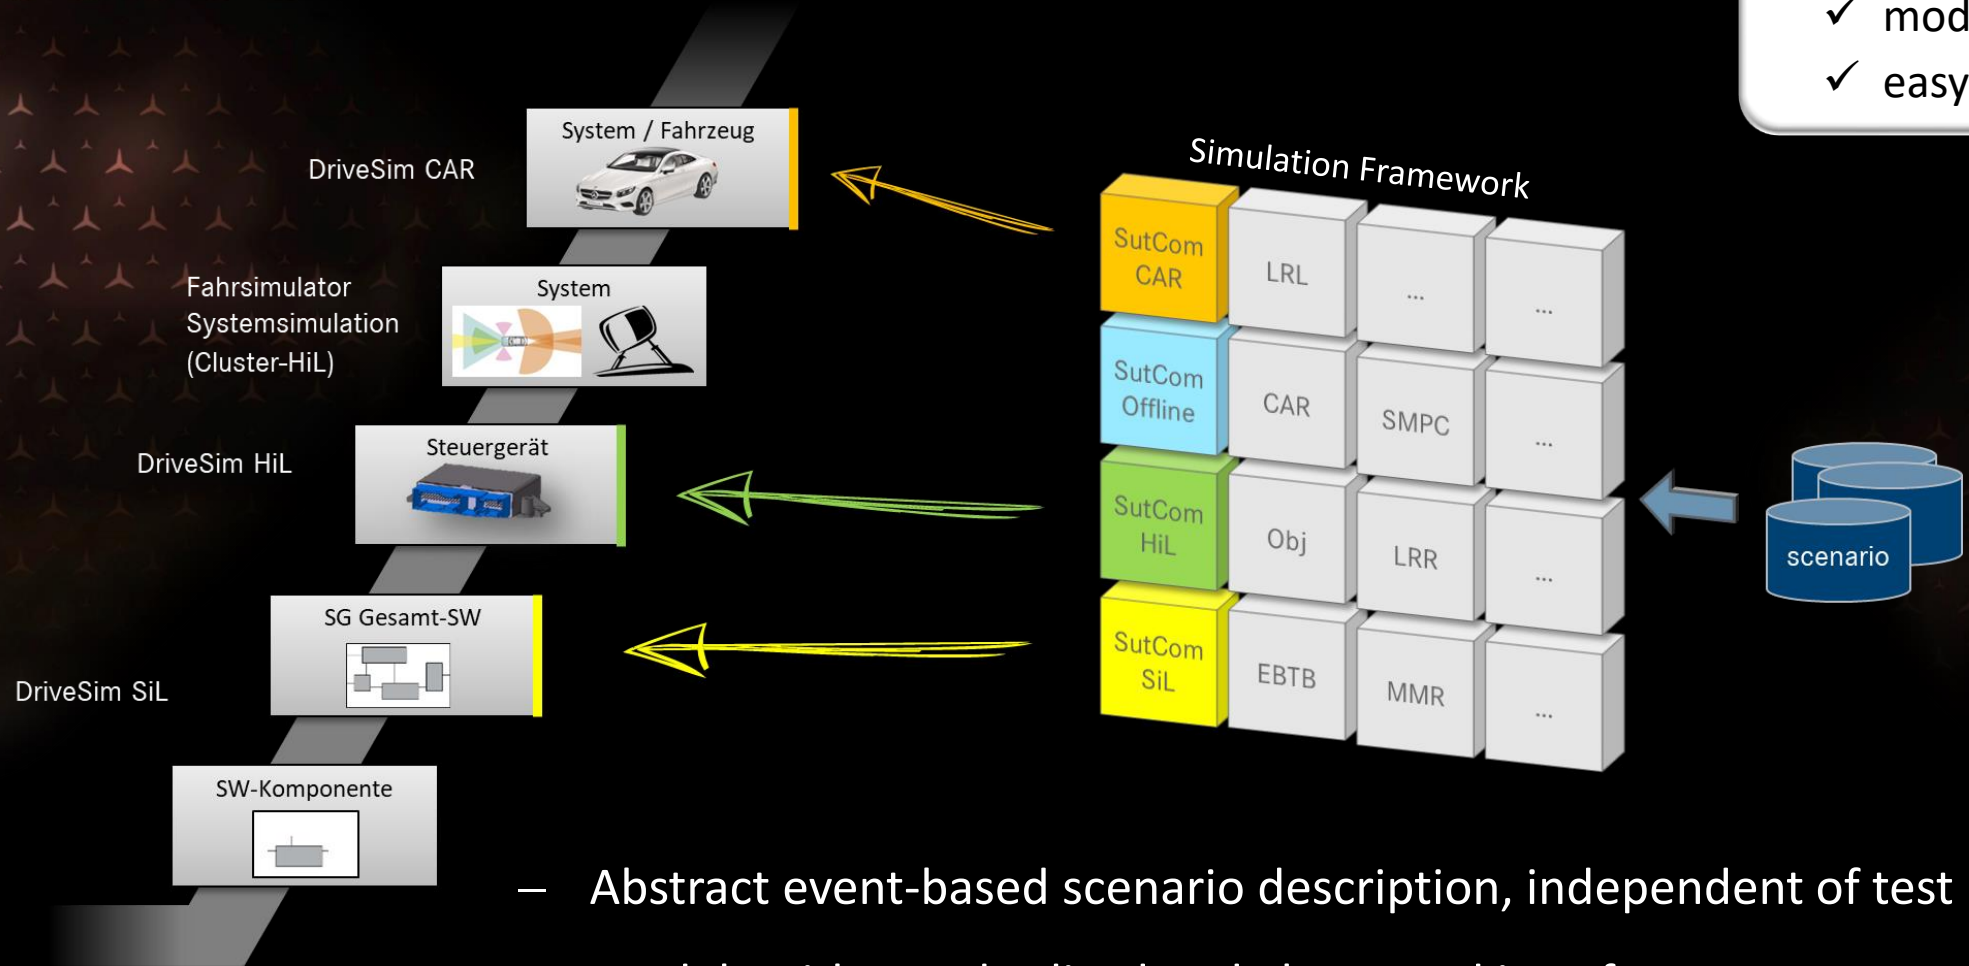 mod
easy
System / Fahrzeug
DriveSim CAR
Simulation Framework
SutCom
CAR
LRL
...
...
Fahrsimulator
Systemsimulation
(Cluster-HiL)
System
SutCom
Offline
CAR
SMPC
...
DriveSim HiL
Steuergerät
SutCom
HiL
Obj
LRR
...
scenario
SG Gesamt-SW
DriveSim SiL
SutCom
SiL
EBTB
MMR
...
SW-Komponente
– Abstract event-based scenario description, independent of test